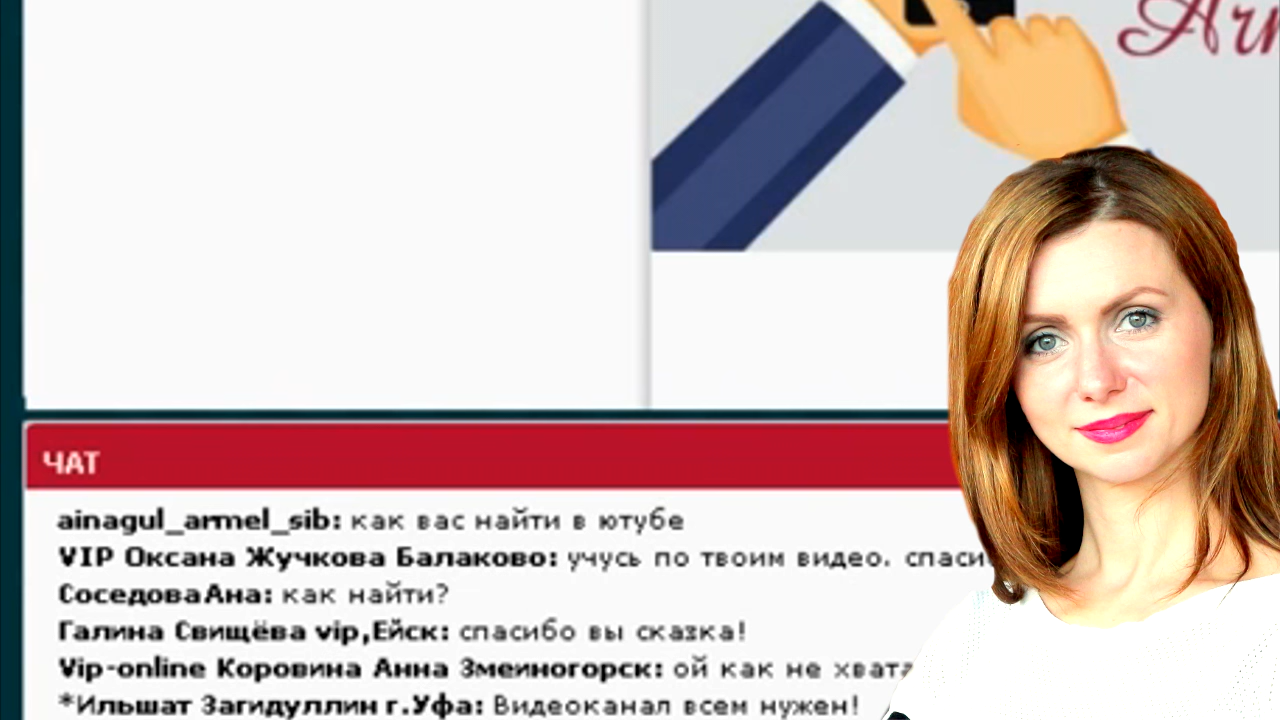 ЧАТ
ainagul_armel_sib: как вас найти в ютубе
VIP Оксана Жучкова Балаково: учусь по твоим видео. спаси
СоседоваАна: как найти?
Галина Свищёва vip,Ейск: спасибо вы сказка!
Vip-online Коровина Анна Змеиногорск: ой как не хвата
*Ильшат Загидуллин г.Уфа: Видеоканал всем нужен!